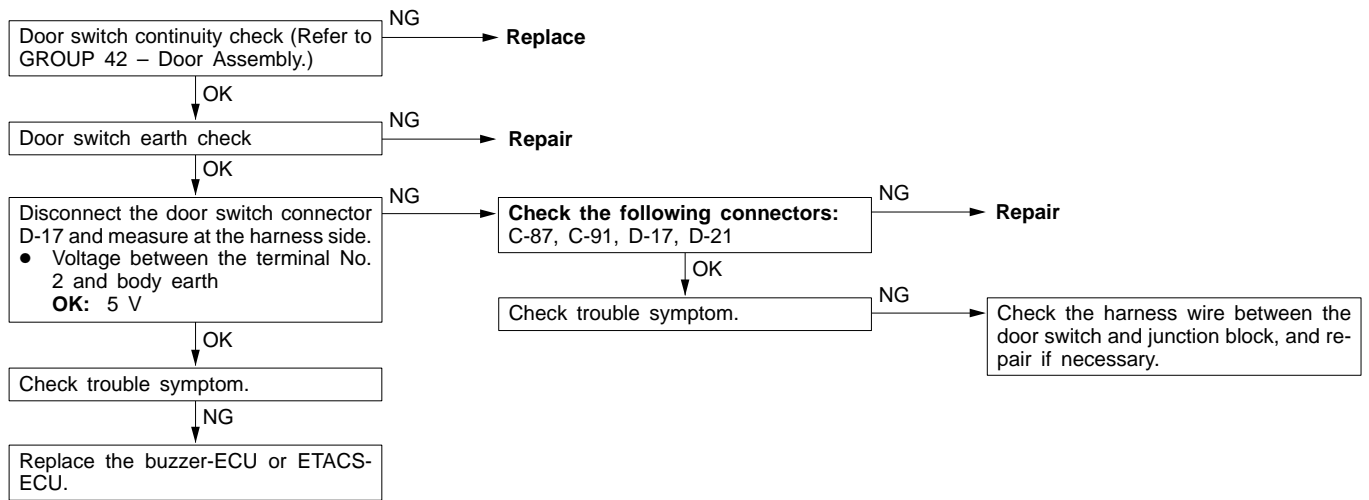 Door switch continuity check (Refer to
GROUP 42 – Door Assembly.)
NG
Replace
OK
Door switch earth check
NG
Repair
OK
Disconnect the door switch connector
D-17 and measure at the harness side.
● Voltage between the terminal No.
2 and body earth
OK: 5 V
NG
Check the following connectors:
C-87, C-91, D-17, D-21
NG
Repair
OK
Check trouble symptom.
NG
Check the harness wire between the
door switch and junction block, and re-
pair if necessary.
OK
Check trouble symptom.
NG
Replace the buzzer-ECU or ETACS-
ECU.